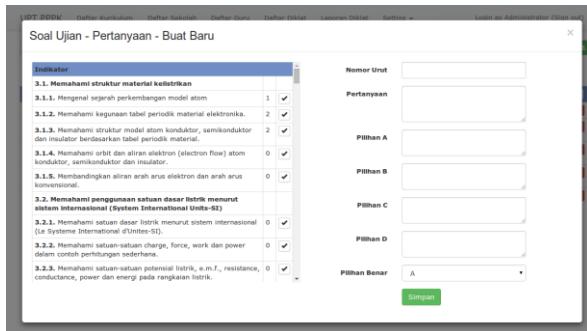 UPT PPPK Daftar Kurikulum Daftar Sekolah Daftar Guru Daftar Diklat Laporan Diklat Setting Login as Administrator (Sign out)
Soal Ujian - Pertanyaan - Buat Baru
×
Indikator
3.1. Memahami struktur material kelistrikan
3.1.1. Mengenal sejarah perkembangan model atom 1
3.1.2. Memahami kegunaan tabel periodik material elektronika. 2
3.1.3. Memahami struktur model atom konduktor, semikonduktor 2
dan insulator berdasarkan tabel periodik material.
3.1.4. Memahami orbit dan aliran elektron (electron flow) atom 0
konduktor, semikonduktor dan insulator.
3.1.5. Membandingkan aliran arah arus elektron dan arah arus 0
konvensional.
3.2. Memahami penggunaan satuan dasar listrik menurut
sistem internasional (System International Units-SI)
3.2.1. Memahami satuan dasar listrik menurut sistem internasional 0
(Le Systeme International d'Unites-SI).
3.2.2. Memahami satuan-satuan charge, force, work dan power 0
dalam contoh perhitungan sederhana.
3.2.3. Memahami satuan-satuan potensial listrik, e.m.f., resistance, 0
conductance, power dan energi pada rangkaian listrik.
Nomor Urut
Pertanyaan
Pilihan A
Pilihan B
Pilihan C
Pilihan D
Pilihan Benar A
Simpan